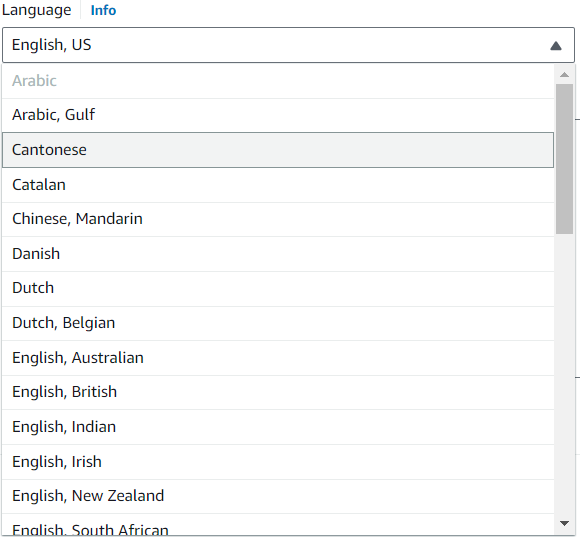 Language Info
English, US
Arabic
Arabic, Gulf
Cantonese
Catalan
Chinese, Mandarin
Danish
Dutch
Dutch, Belgian
English, Australian
English, British
English, Indian
English, Irish
English, New Zealand
English, South African